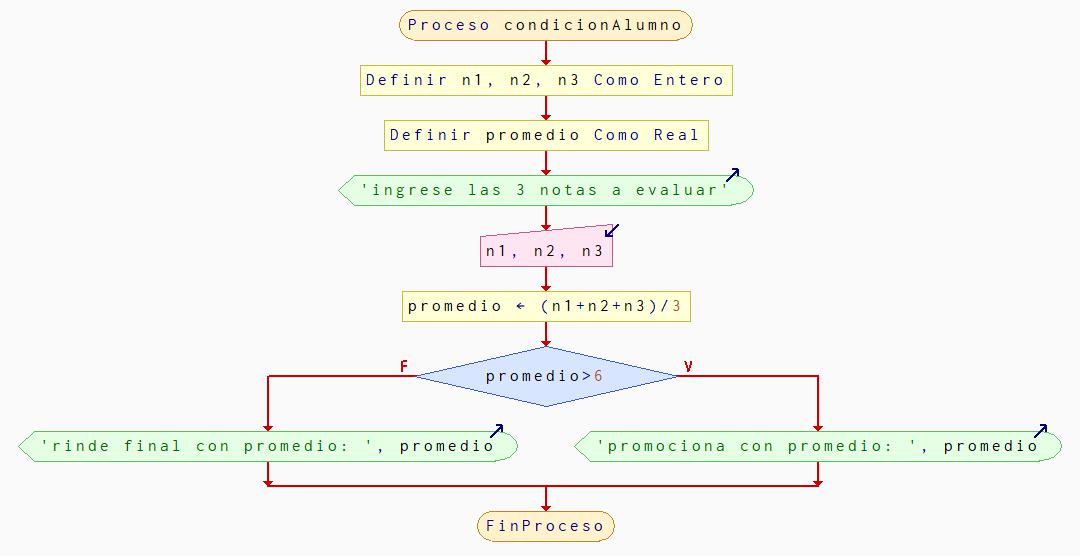 Proceso condicionAlumno
Definir n1, n2, n3 Como Entero
Definir promedio Como Real
'ingrese las 3 notas a evaluar'
n1, n2, n3
promedio ← (n1+n2+n3)/3
F
promedio>6
V
'rinde final con promedio: ', promedio
'promociona con promedio: ', promedio
FinProceso